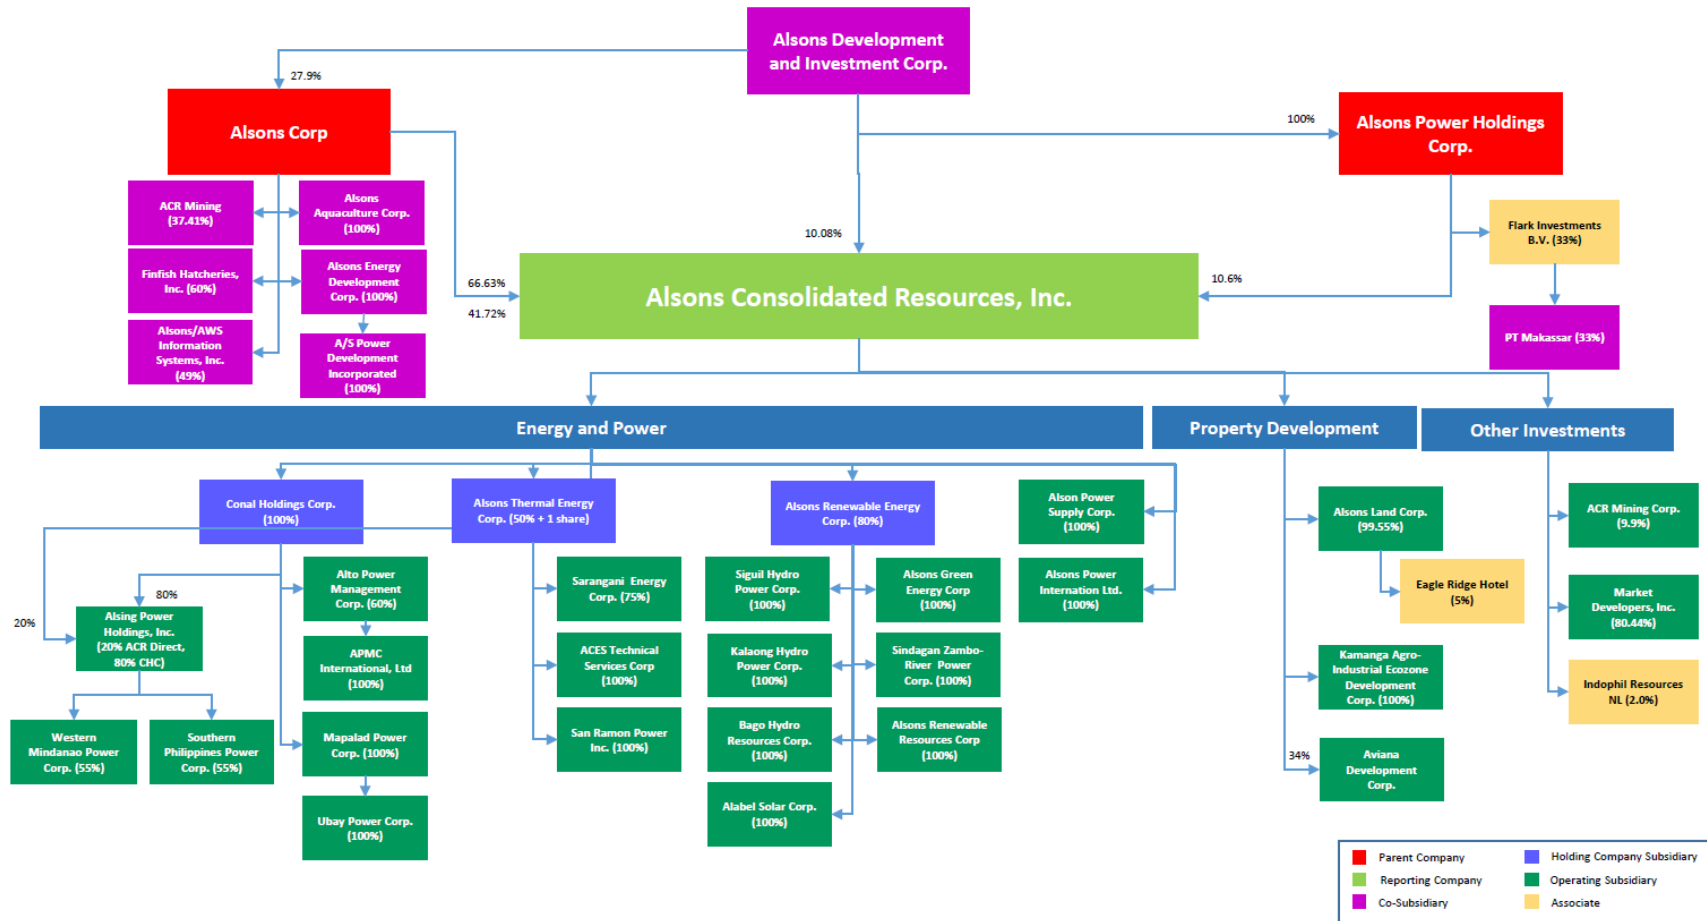 Alsons Development
and Investment Corp.
27.9%
Alsons Corp
100%
Alsons Power Holdings
Corp.
ACR Mining
(37.41%)
Alsons
Aquaculture Corp.
(100%)
Finfish Hatcheries,
Inc. (60%)
Alsons Energy
Development
Corp. (100%)
Alsons/AWS
Information
Systems, Inc.
(49%)
A/S Power
Development
Incorporated
(100%)
10.08%
66.63%
41.72%
Alsons Consolidated Resources, Inc.
10.6%
Flark Investments
B.V. (33%)
PT Makassar (33%)
Energy and Power
Property Development
Other Investments
Conal Holdings Corp.
(100%)
Alsons Thermal Energy
Corp. (50% + 1 share)
Alsons Renewable Energy
Corp. (80%)
Alson Power
Supply Corp.
(100%)
Alsons Power
Internation Ltd.
(100%)
20%
80%
Alsing Power
Holdings, Inc.
(20% ACR Direct,
80% CHC)
Western
Mindanao Power
Corp. (55%)
Southern
Philippines Power
Corp. (55%)
Alto Power
Management
Corp. (60%)
APMC
International, Ltd
(100%)
Mapalad Power
Corp. (100%)
Ubay Power Corp.
(100%)
Sarangani Energy
Corp. (75%)
ACES Technical
Services Corp
(100%)
San Ramon Power
Inc. (100%)
Siguil Hydro
Power Corp.
(100%)
Alsons Green
Energy Corp
(100%)
Kalaong Hydro
Power Corp.
(100%)
Sindagan Zambo-
River Power
Corp. (100%)
Bago Hydro
Resources Corp.
(100%)
Alsons Renewable
Resources Corp
(100%)
Alabel Solar Corp.
(100%)
Alsons Land Corp.
(99.55%)
Eagle Ridge Hotel
(5%)
Kamanga Agro-
Industrial Ecozone
Development
Corp. (100%)
34%
Aviana
Development
Corp.
ACR Mining Corp.
(9.9%)
Market
Developers, Inc.
(80.44%)
Indophil Resources
NL (2.0%)
Parent Company
Holding Company Subsidiary
Reporting Company
Operating Subsidiary
Co-Subsidiary
Associate